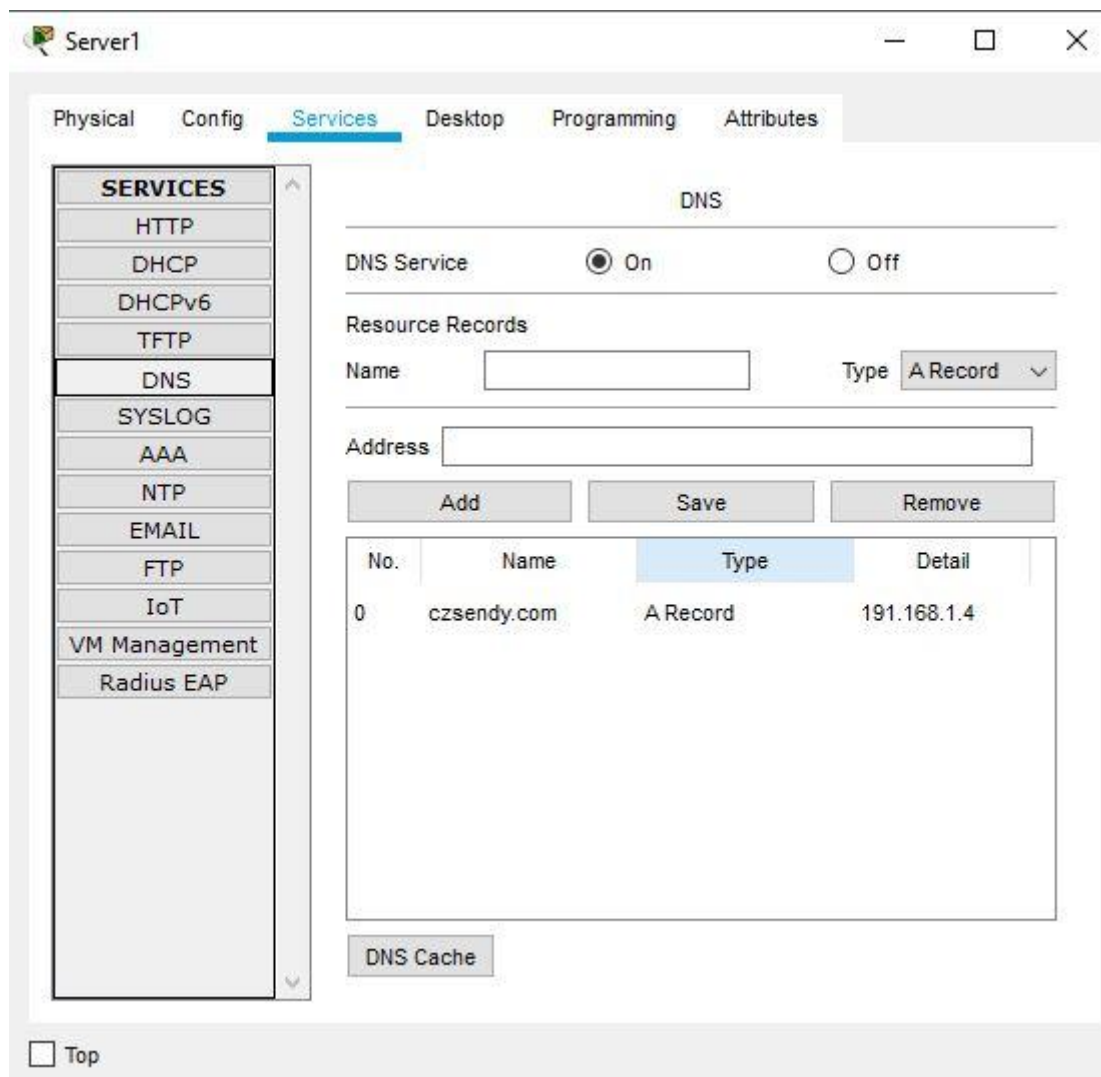 Server1
Physical Config Services Desktop Programming Attributes
SERVICES
HTTP
DHCP
DHCPv6
TFTP
DNS
SYSLOG
AAA
NTP
EMAIL
FTP
IoT
VM Management
Radius EAP
DNS
DNS Service On Off
Resource Records
Name Type A Record
Address
Add Save Remove
No. Name Type Detail
0 czsendy.com A Record 191.168.1.4
DNS Cache
Top